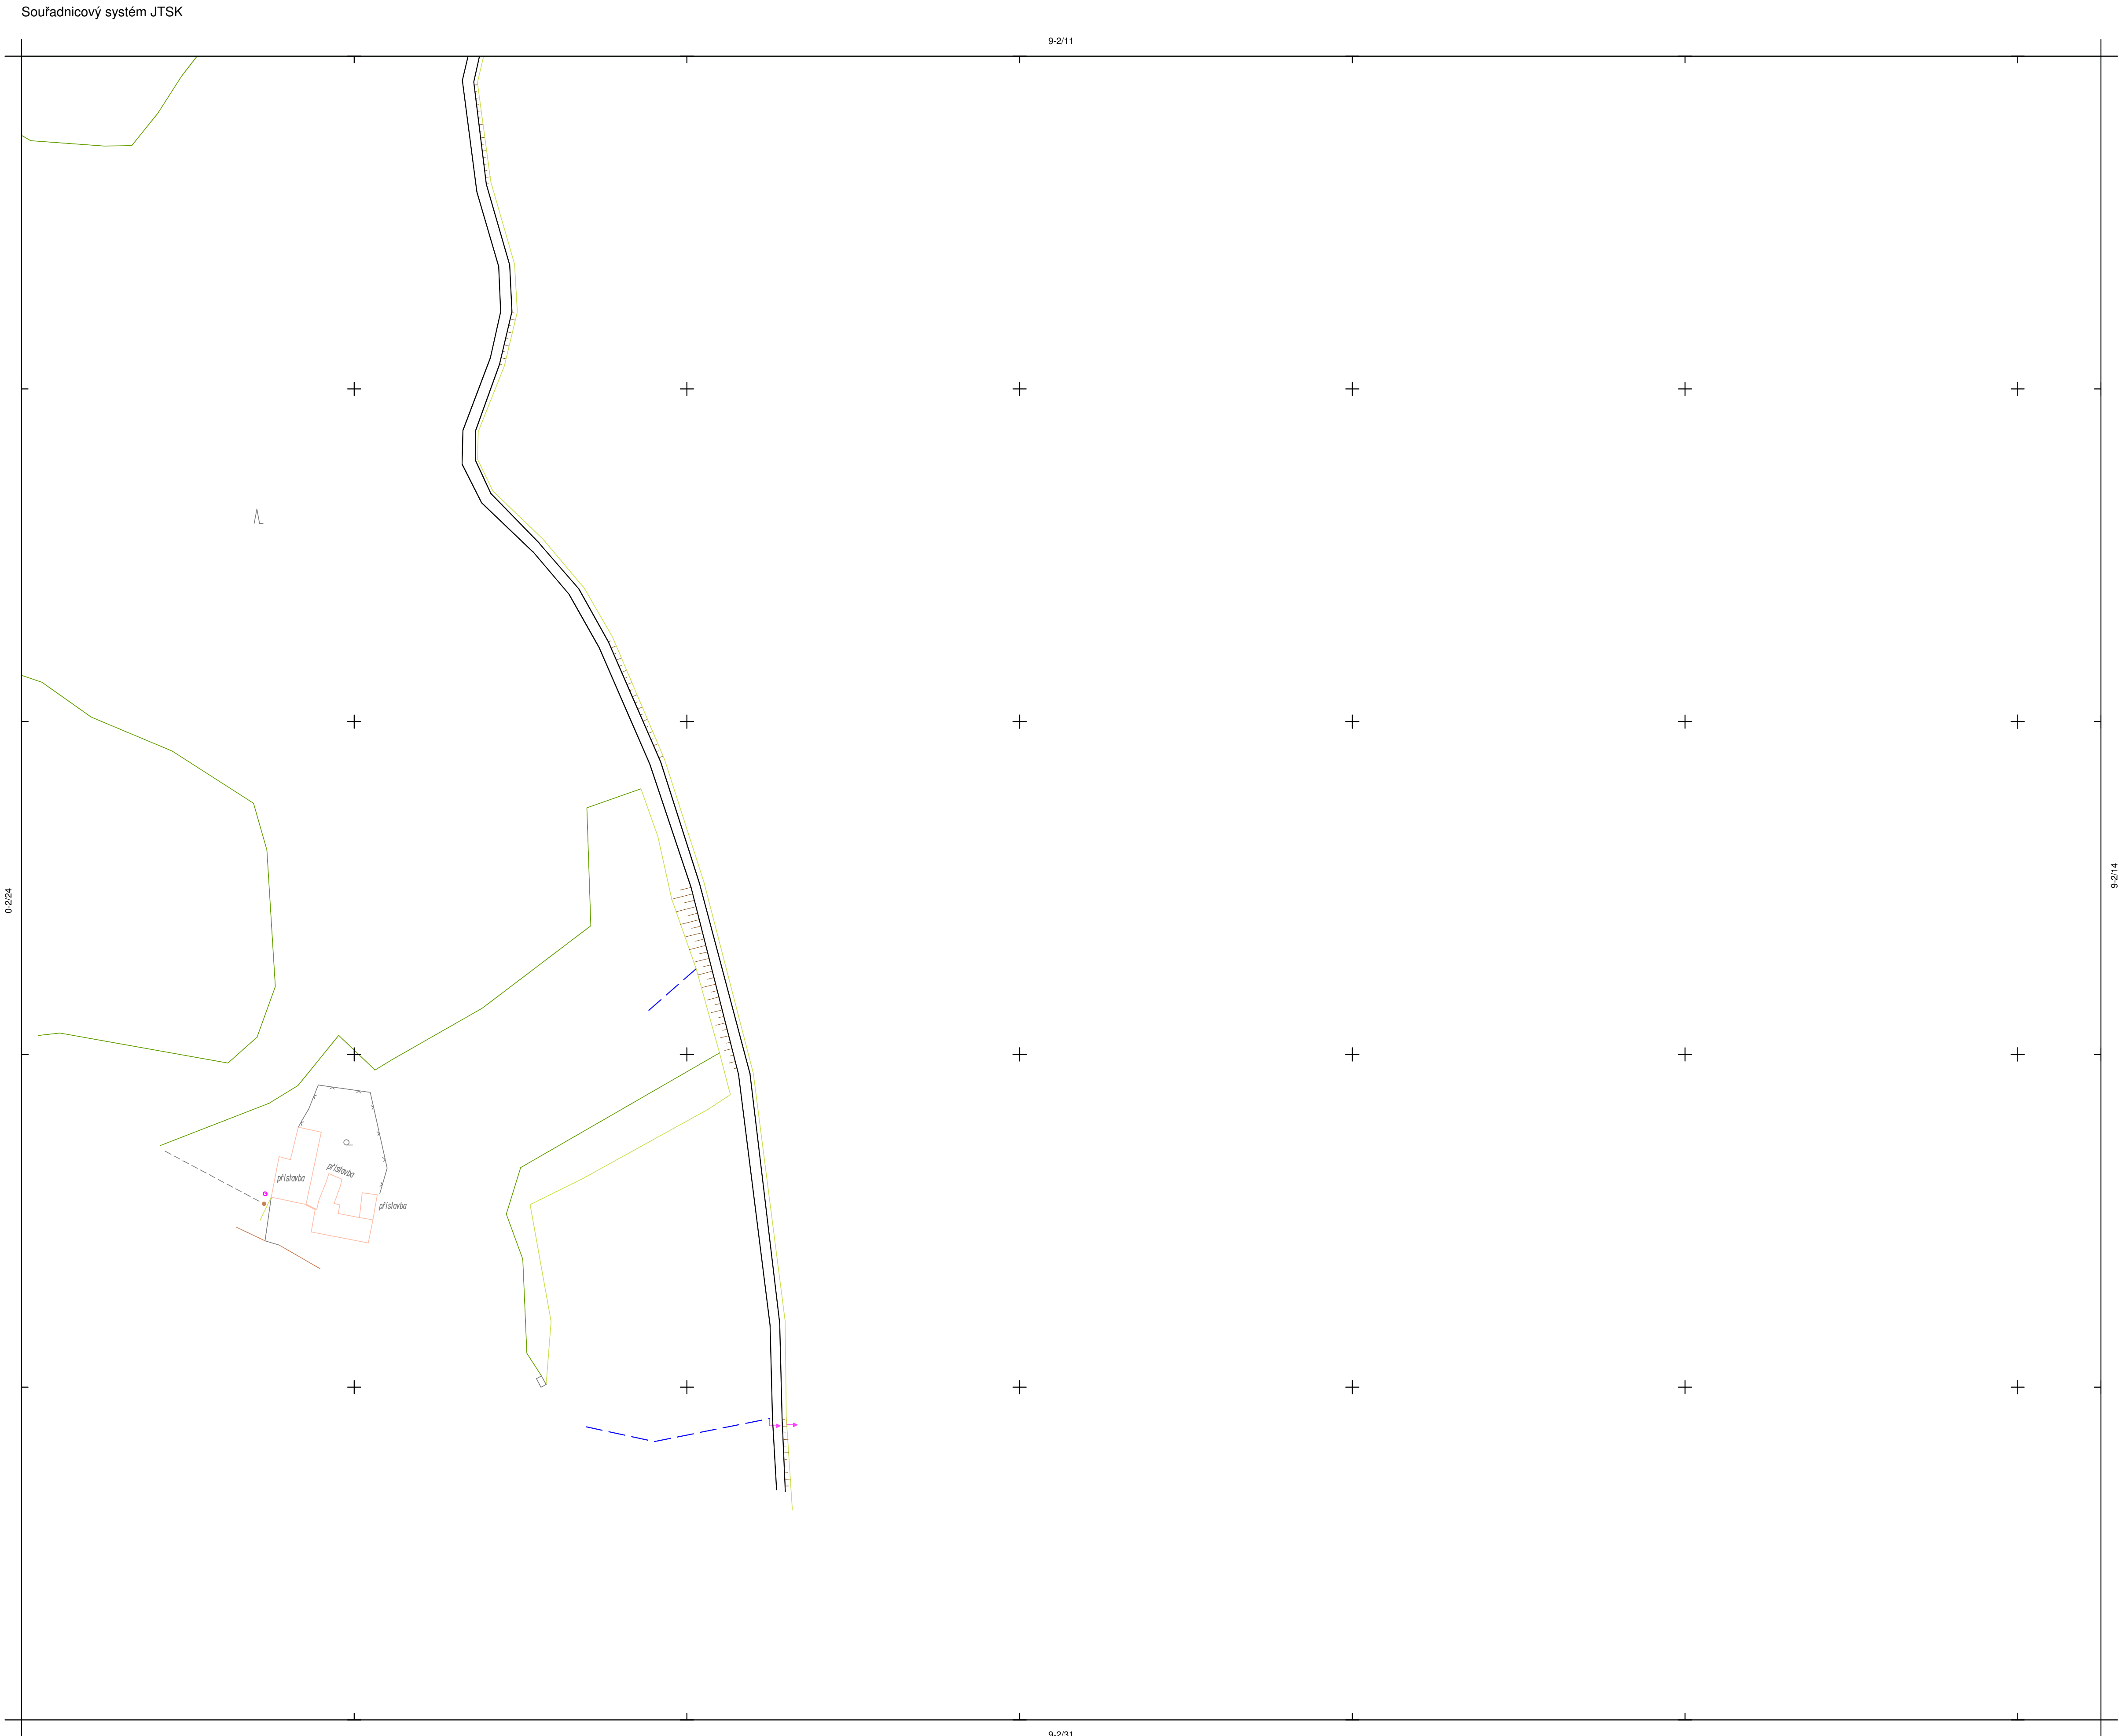 Souřadnicový systém JTSK
9-2/11
0-2/24
9-2/14
přístavba
přístavba
přístavba
9-2/31